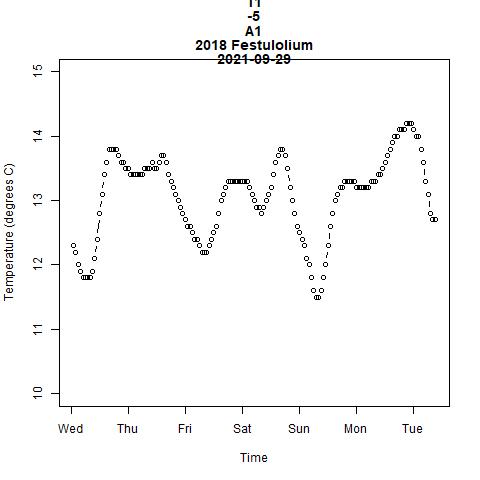 T1
-5
A1
2018 Festulolium
2021-09-29
Temperature (degrees C)
15
14
13
12
11
10
Wed Thu Fri Sat Sun Mon Tue
Time